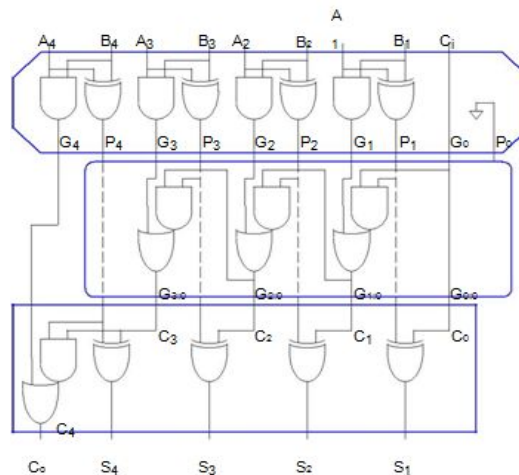 A
A4 B4 A3 B3 A2 B2 1 B1 Ci
G4 P4 G3 P3 G2 P2 G1 P1 G0 P0
G3:0 G2:0 G1:0 G0:0
C3 C2 C1 C0
C4
Co S4 S3 S2 S1